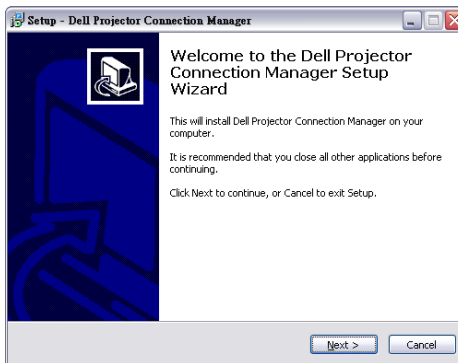 Setup - Dell Projector Connection Manager
Welcome to the Dell Projector
Connection Manager Setup
Wizard
This will install Dell Projector Connection Manager on your
computer.
It is recommended that you close all other applications before
continuing.
Click Next to continue, or Cancel to exit Setup.
Next > Cancel